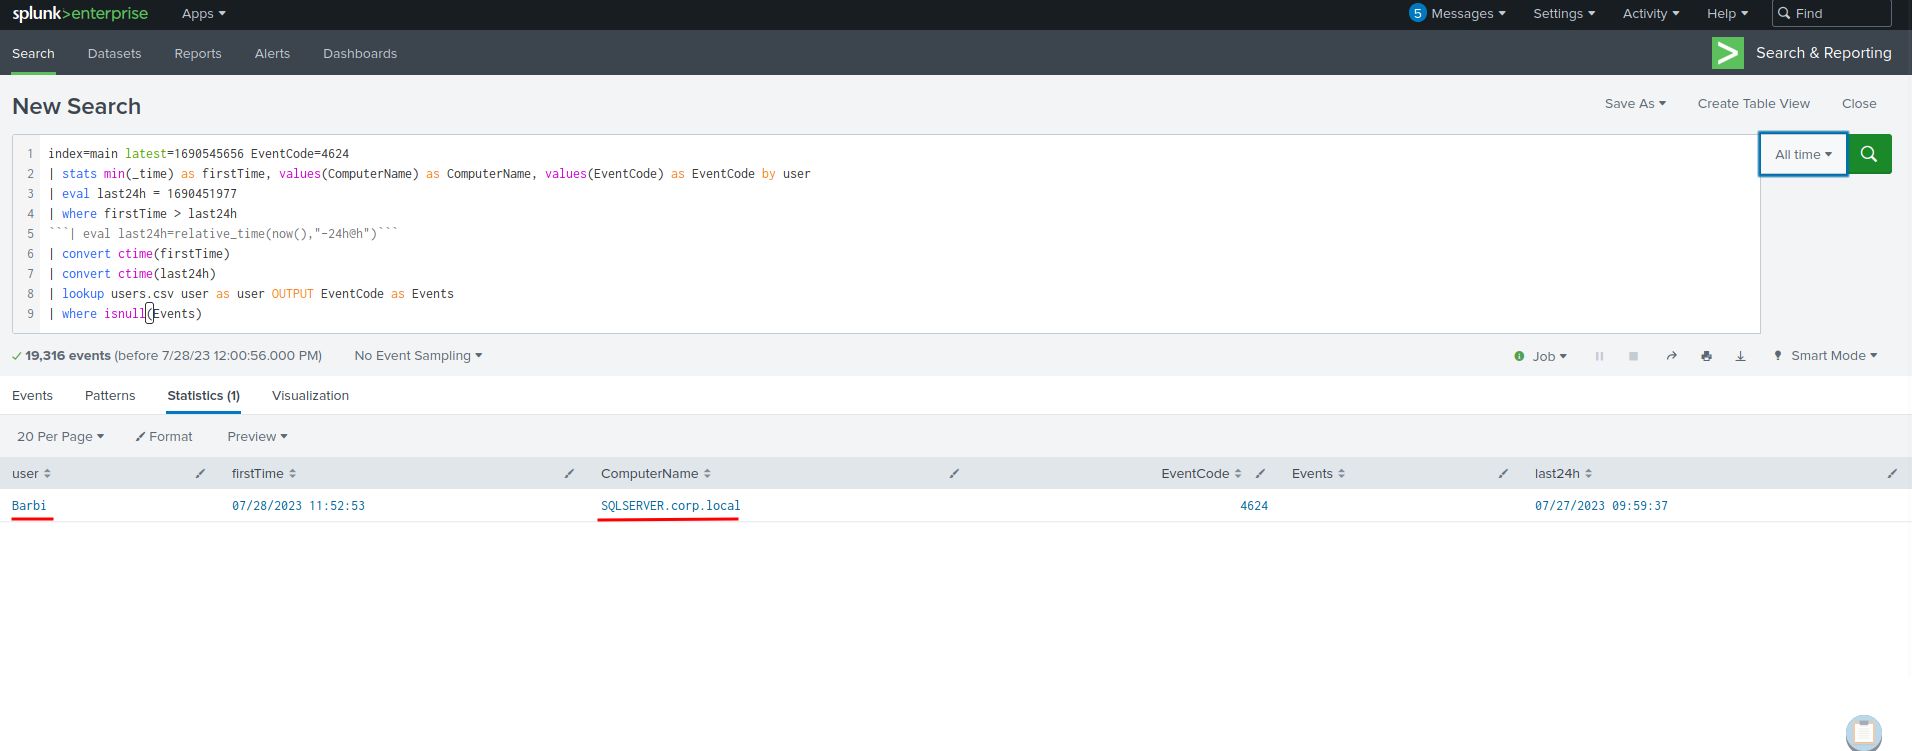 splunk>enterprise Apps 5 Messages Settings Activity Help Find
Search Datasets Reports Alerts Dashboards > Search & Reporting
New Search Save As Create Table View Close
1 index=main latest=1690545656 EventCode=4624 All time
2 | stats min(_time) as firstTime, values(ComputerName) as ComputerName, values(EventCode) as EventCode by user
3 | eval last24h = 1690451977
4 | where firstTime > last24h
5 ```| eval last24h=relative_time(now(),"-24h@h")```
6 | convert ctime(firstTime)
7 | convert ctime(last24h)
8 | lookup users.csv user as user OUTPUT EventCode as Events
9 | where isnull(Events)
19,316 events (before 7/28/23 12:00:56.000 PM) No Event Sampling Job Smart Mode
Events Patterns Statistics (1) Visualization
20 Per Page Format Preview
user firstTime ComputerName EventCode Events last24h
Barbi 07/28/2023 11:52:53 SQLSERVER.corp.local 4624 07/27/2023 09:59:37